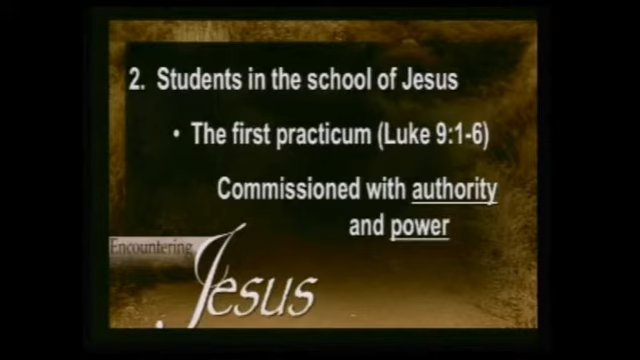 2. Students in the school of Jesus
• The first practicum (Luke 9:1-6)
Commissioned with authority
and power
Encountering
Jesus